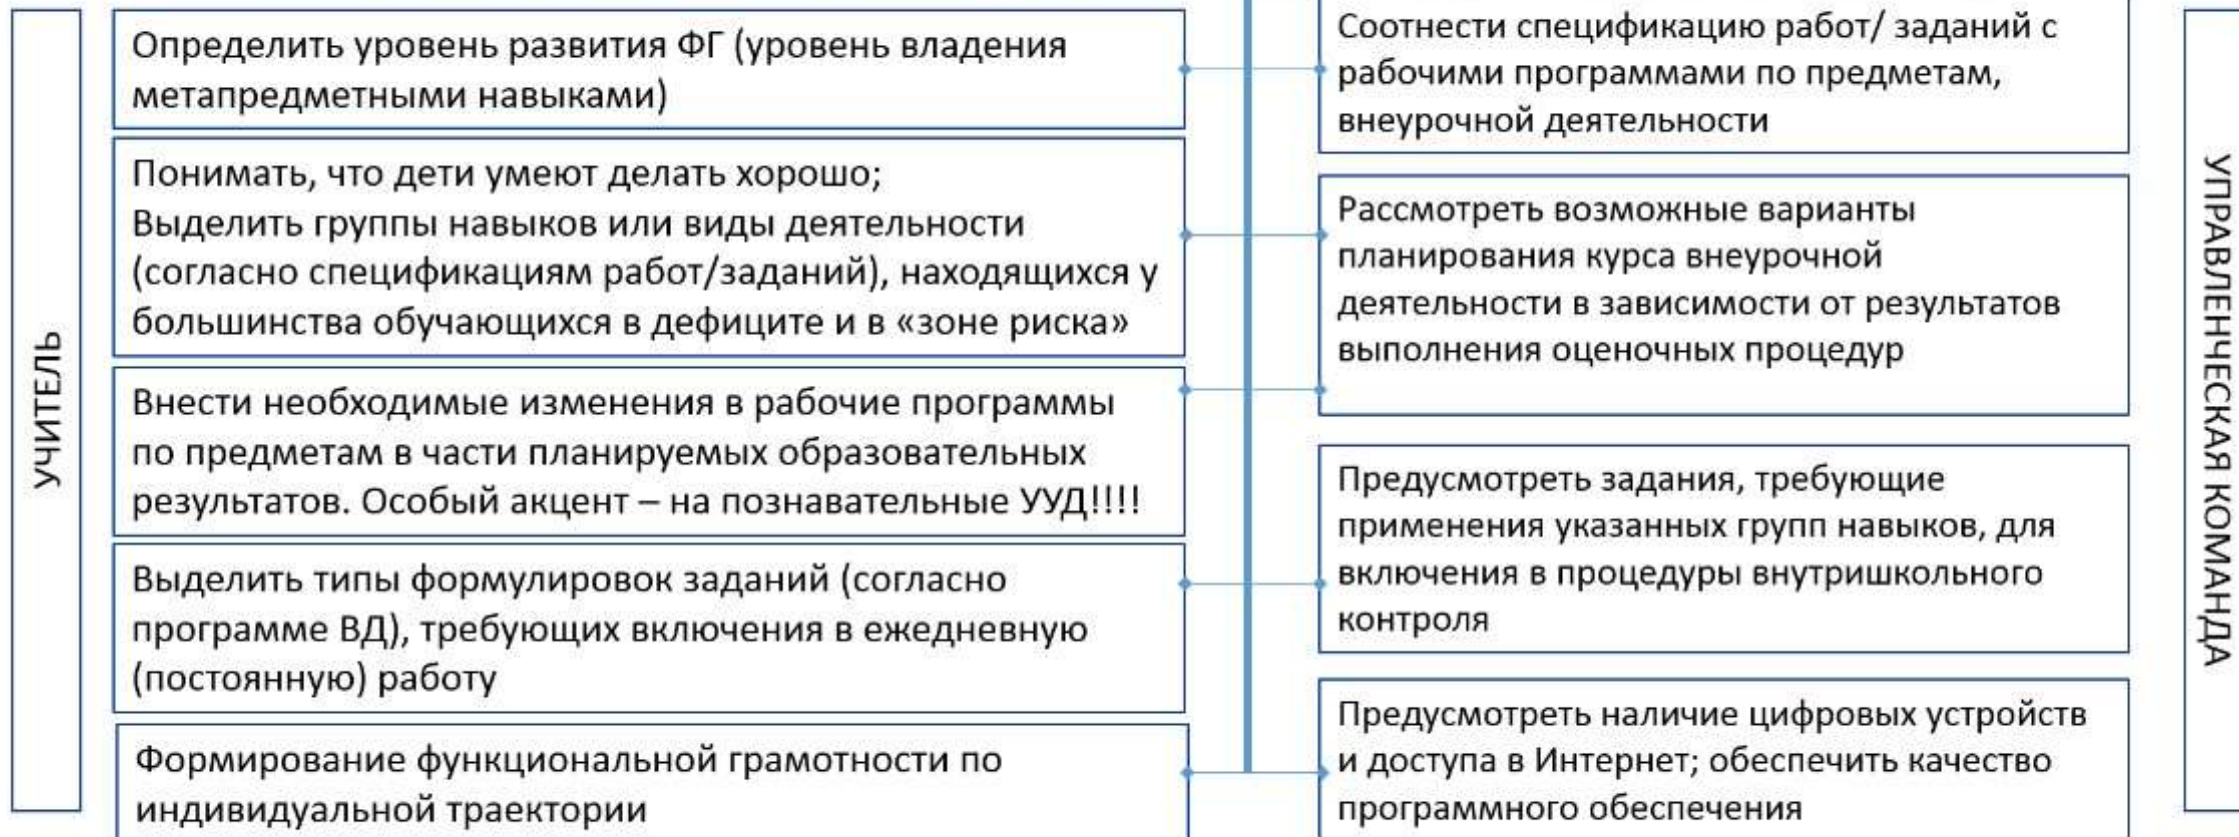 УЧИТЕЛЬ
Определить уровень развития ФГ (уровень владения
метапредметными навыками)
Понимать, что дети умеют делать хорошо;
Выделить группы навыков или виды деятельности
(согласно спецификациям работ/заданий), находящихся у
большинства обучающихся в дефиците и в «зоне риска»
Внести необходимые изменения в рабочие программы
по предметам в части планируемых образовательных
результатов. Особый акцент – на познавательные УУД!!!!
Выделить типы формулировок заданий (согласно
программе ВД), требующих включения в ежедневную
(постоянную) работу
Формирование функциональной грамотности по
индивидуальной траектории
Соотнести спецификацию работ/ заданий с
рабочими программами по предметам,
внеурочной деятельности
Рассмотреть возможные варианты
планирования курса внеурочной
деятельности в зависимости от результатов
выполнения оценочных процедур
Предусмотреть задания, требующие
применения указанных групп навыков, для
включения в процедуры внутришкольного
контроля
Предусмотреть наличие цифровых устройств
и доступа в Интернет; обеспечить качество
программного обеспечения
УПРАВЛЕНЧЕСКАЯ КОМАНДА